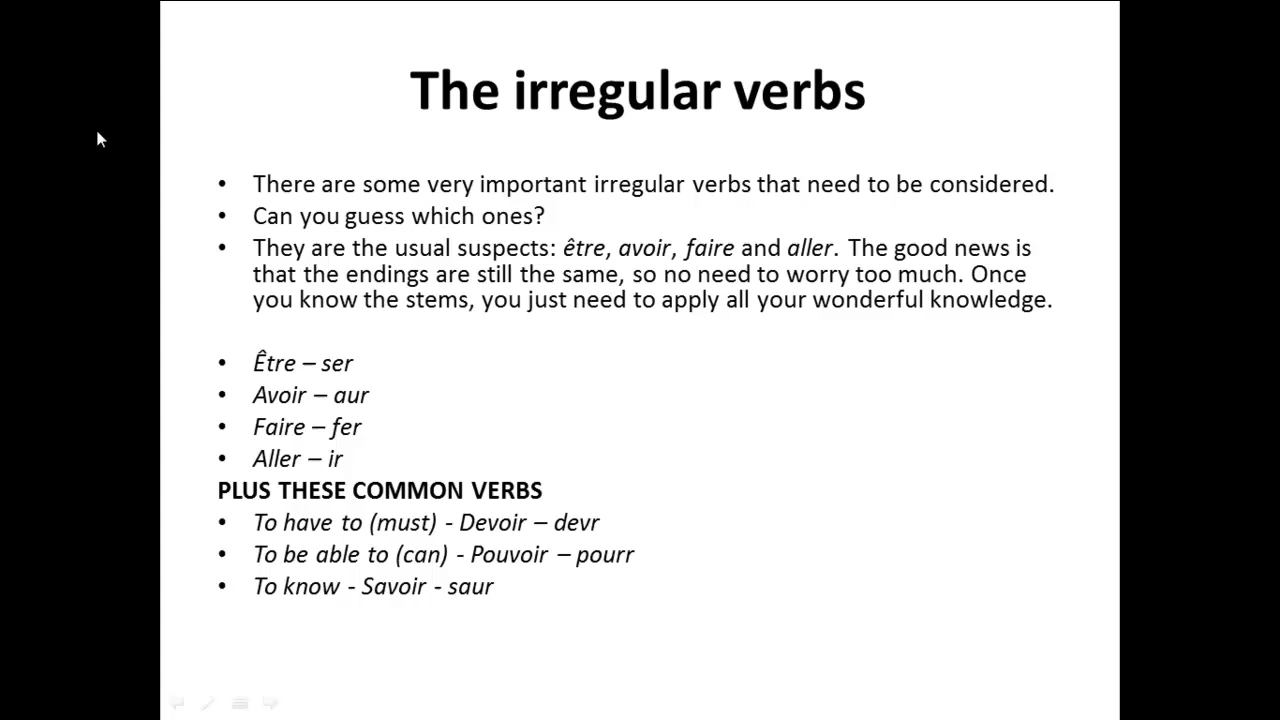 The irregular verbs
• There are some very important irregular verbs that need to be considered.
• Can you guess which ones?
• They are the usual suspects: être, avoir, faire and aller. The good news is
that the endings are still the same, so no need to worry too much. Once
you know the stems, you just need to apply all your wonderful knowledge.
• Être – ser
• Avoir – aur
• Faire – fer
• Aller – ir
PLUS THESE COMMON VERBS
• To have to (must) - Devoir – devr
• To be able to (can) - Pouvoir – pourr
• To know - Savoir - saur